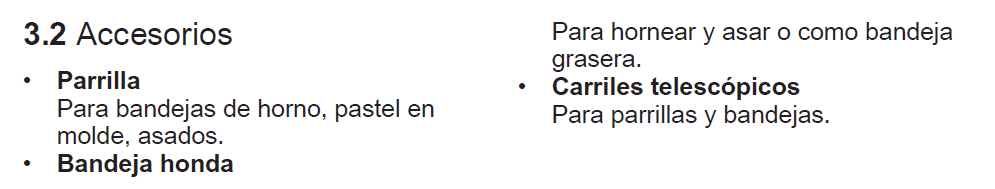 3.2 Accesorios
• Parrilla
Para bandejas de horno, pastel en
molde, asados.
• Bandeja honda
Para hornear y asar o como bandeja
grasera.
• Carriles telescópicos
Para parrillas y bandejas.